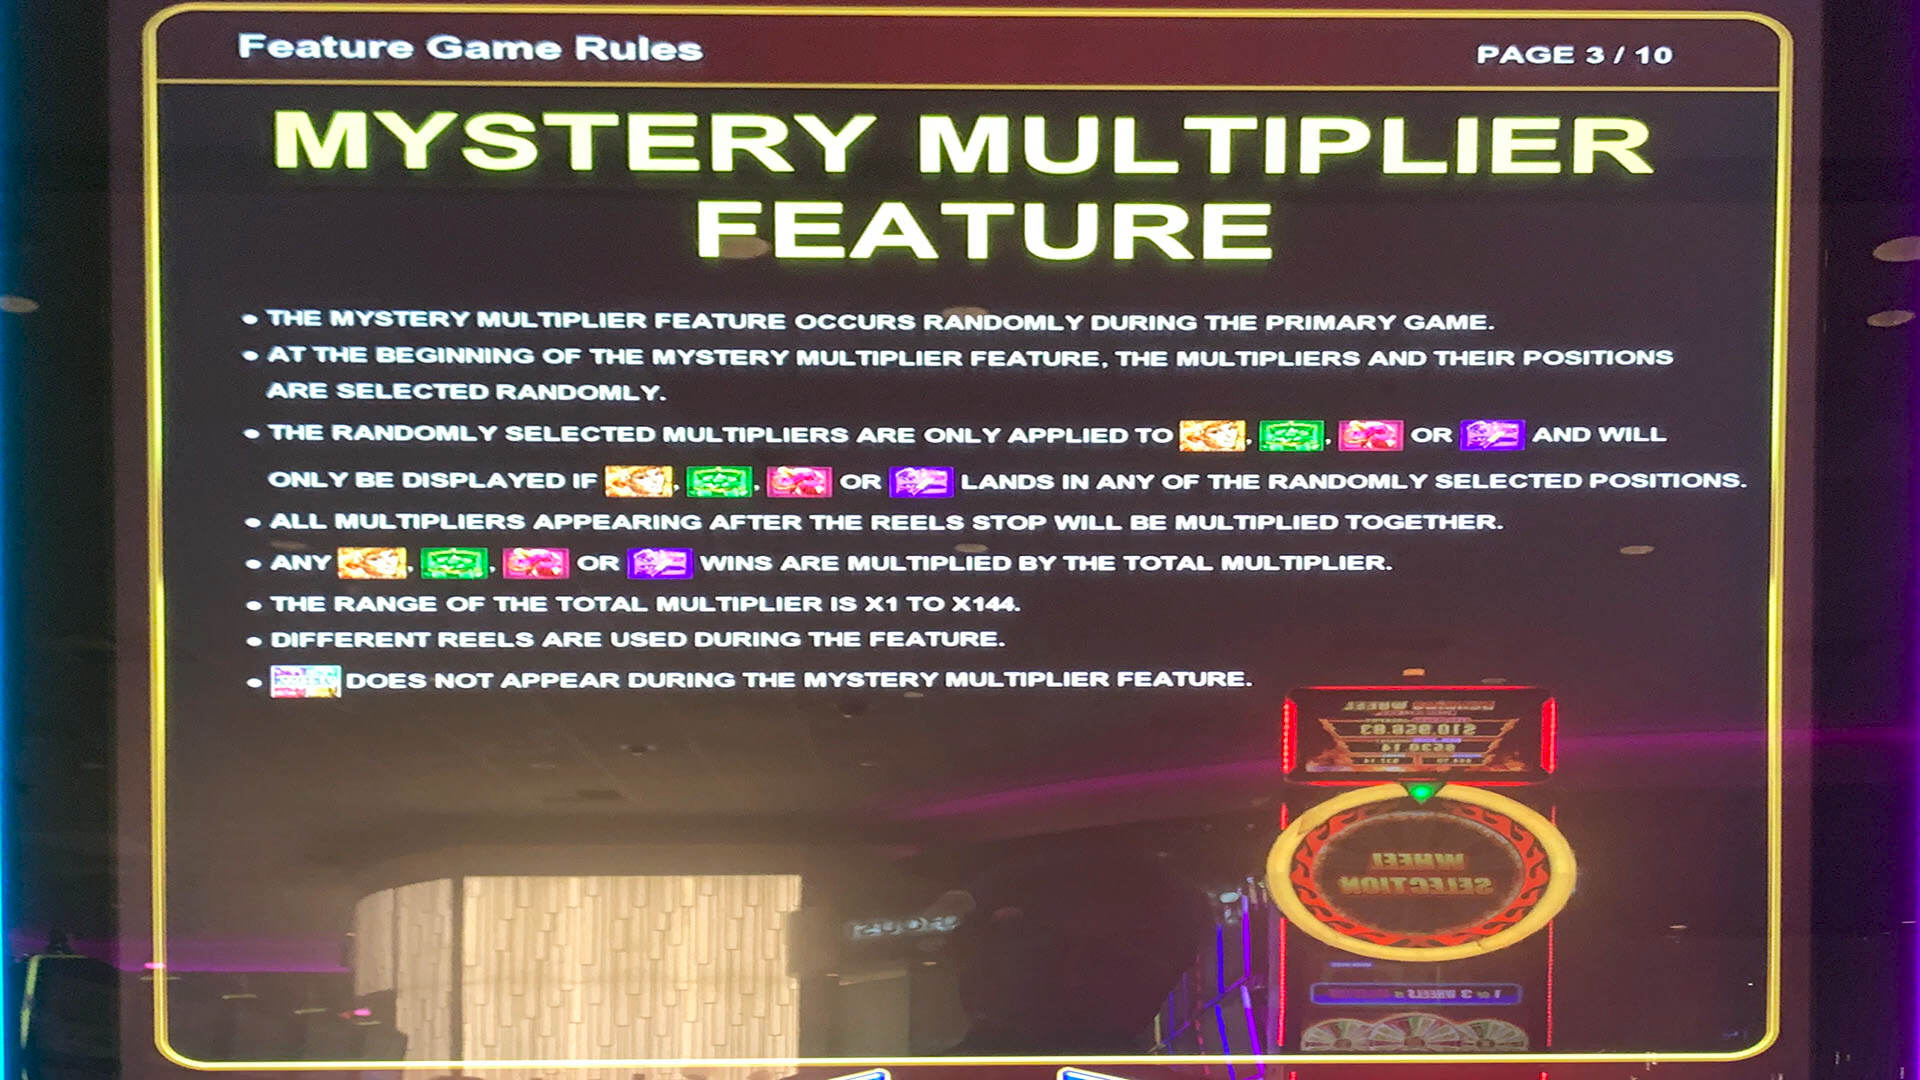 Feature Game Rules
PAGE 3 / 10
MYSTERY MULTIPLIER
FEATURE
• THE MYSTERY MULTIPLIER FEATURE OCCURS RANDOMLY DURING THE PRIMARY GAME.
• AT THE BEGINNING OF THE MYSTERY MULTIPLIER FEATURE, THE MULTIPLIERS AND THEIR POSITIONS
ARE SELECTED RANDOMLY.
• THE RANDOMLY SELECTED MULTIPLIERS ARE ONLY APPLIED TO , , OR AND WILL
ONLY BE DISPLAYED IF , , OR LANDS IN ANY OF THE RANDOMLY SELECTED POSITIONS.
• ALL MULTIPLIERS APPEARING AFTER THE REELS STOP WILL BE MULTIPLIED TOGETHER.
• ANY , , OR WINS ARE MULTIPLIED BY THE TOTAL MULTIPLIER.
• THE RANGE OF THE TOTAL MULTIPLIER IS X1 TO X144.
• DIFFERENT REELS ARE USED DURING THE FEATURE.
• DOES NOT APPEAR DURING THE MYSTERY MULTIPLIER FEATURE.
WHEEL
SELECTION